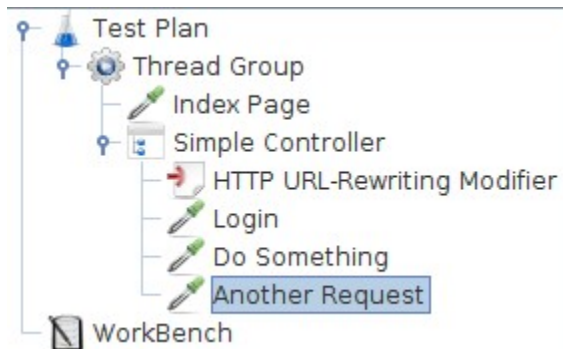 Test Plan
Thread Group
Index Page
Simple Controller
HTTP URL-Rewriting Modifier
Login
Do Something
Another Request
WorkBench